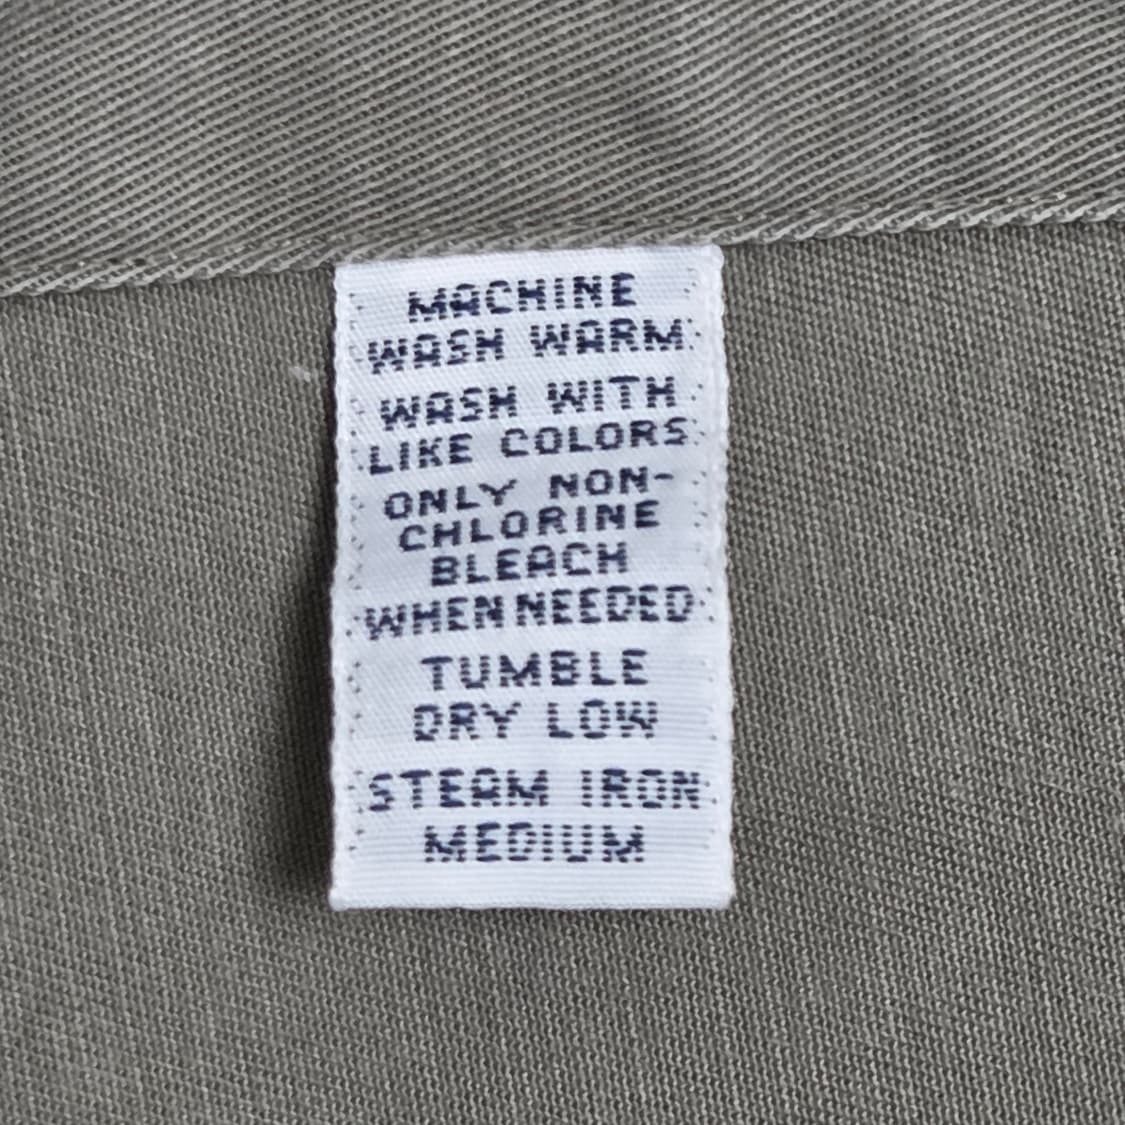 MACHINE
WASH WARM
WASH WITH
LIKE COLORS
ONLY NON-
CHLORINE
BLEACH
WHEN NEEDED
TUMBLE
DRY LOW
STEAM IRON
MEDIUM